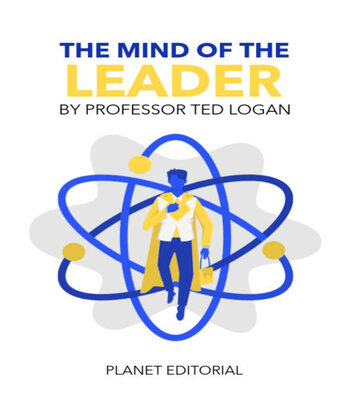 THE MIND OF THE
LEADER
BY PROFESSOR TED LOGAN
PLANET EDITORIAL